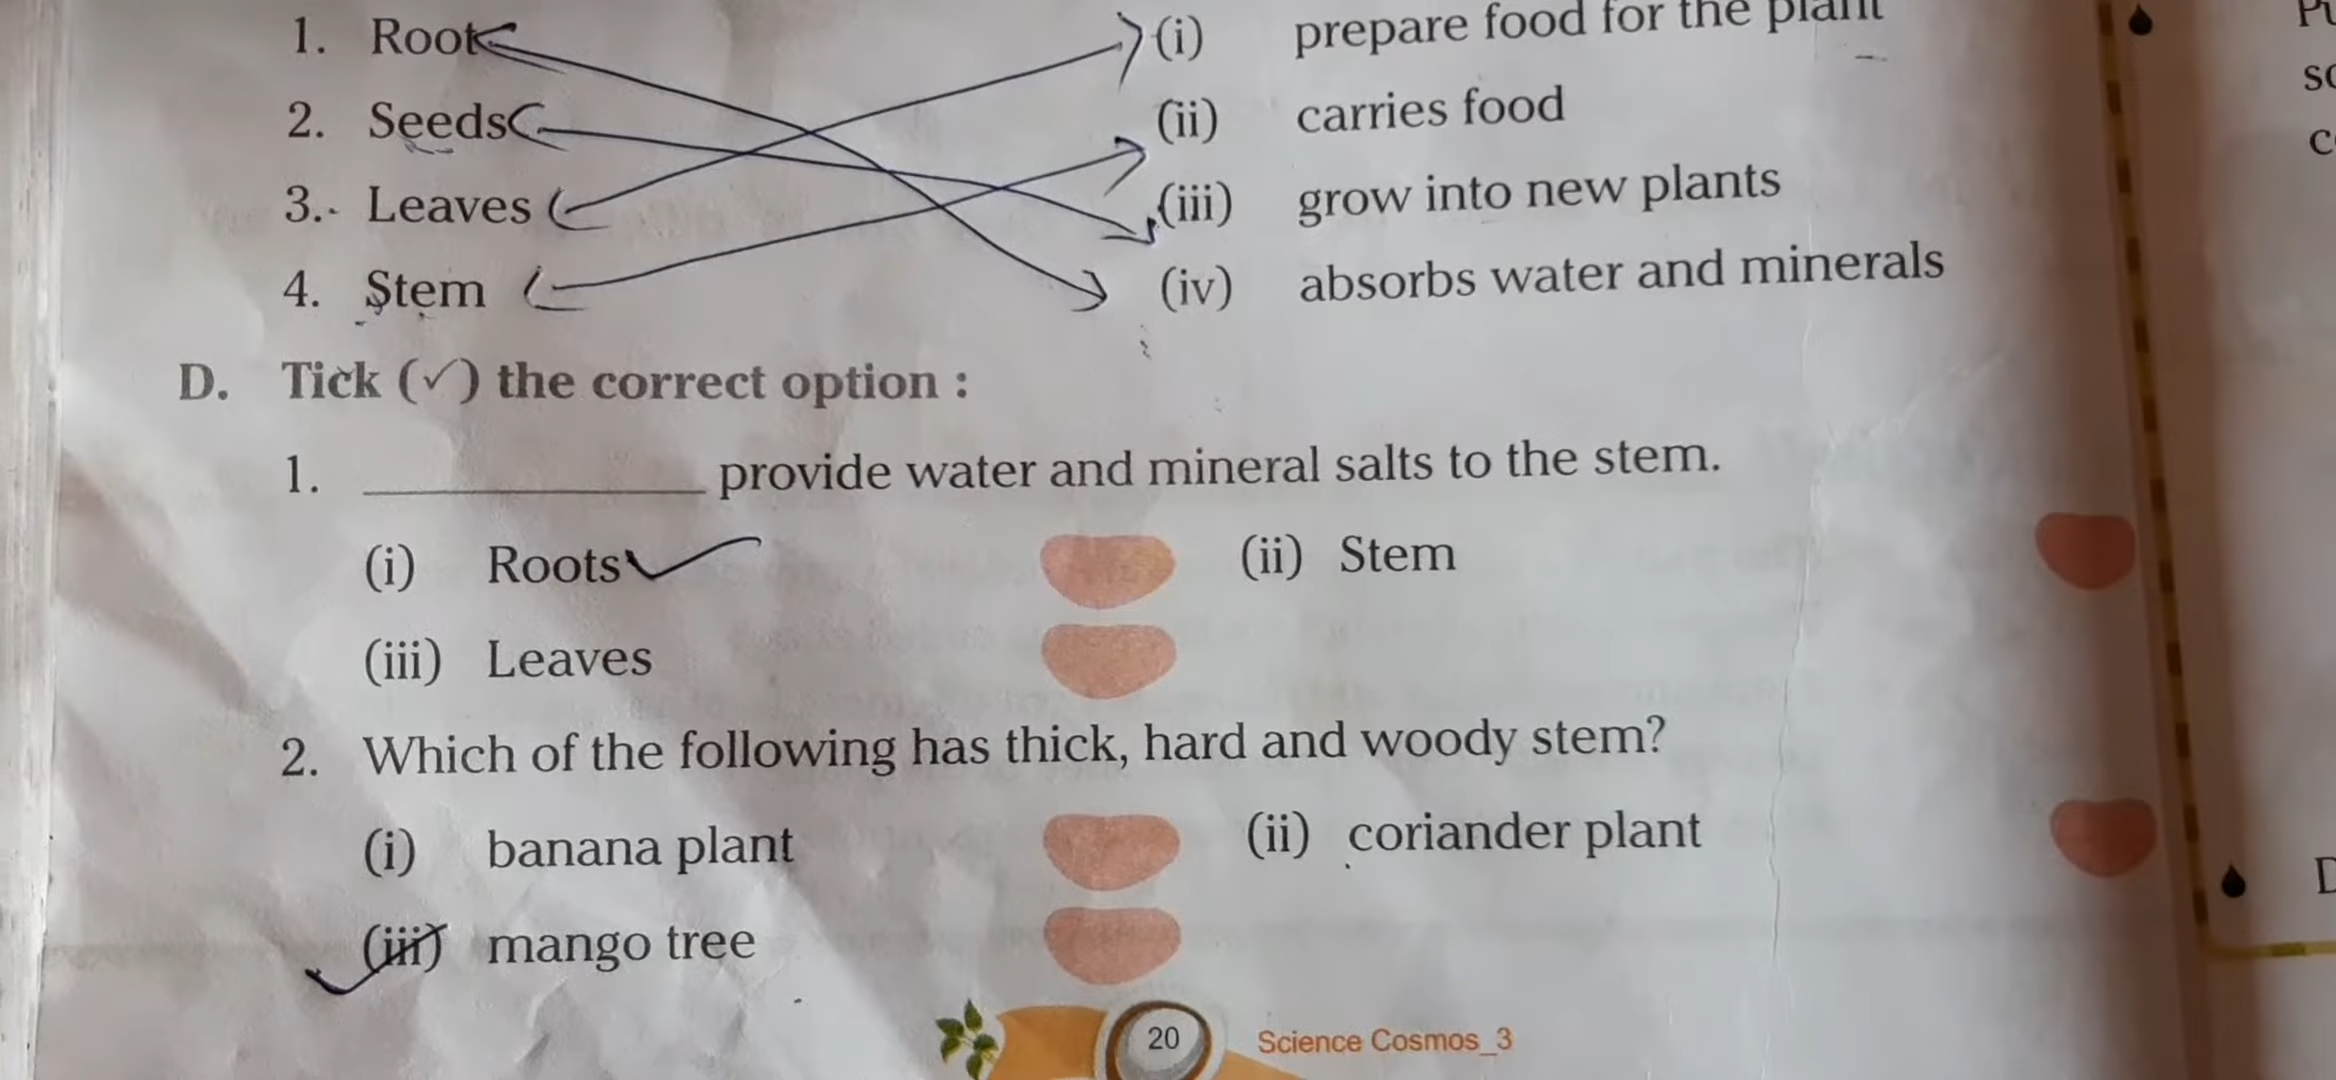 1. Root (i) prepare food for the plant
2. Seeds (ii) carries food
3. Leaves (iii) grow into new plants
4. Stem (iv) absorbs water and minerals
D. Tick (✓) the correct option :
1. ____________ provide water and mineral salts to the stem.
(i) Roots (ii) Stem
(iii) Leaves
2. Which of the following has thick, hard and woody stem?
(i) banana plant (ii) coriander plant
(iii) mango tree
20 Science Cosmos_3